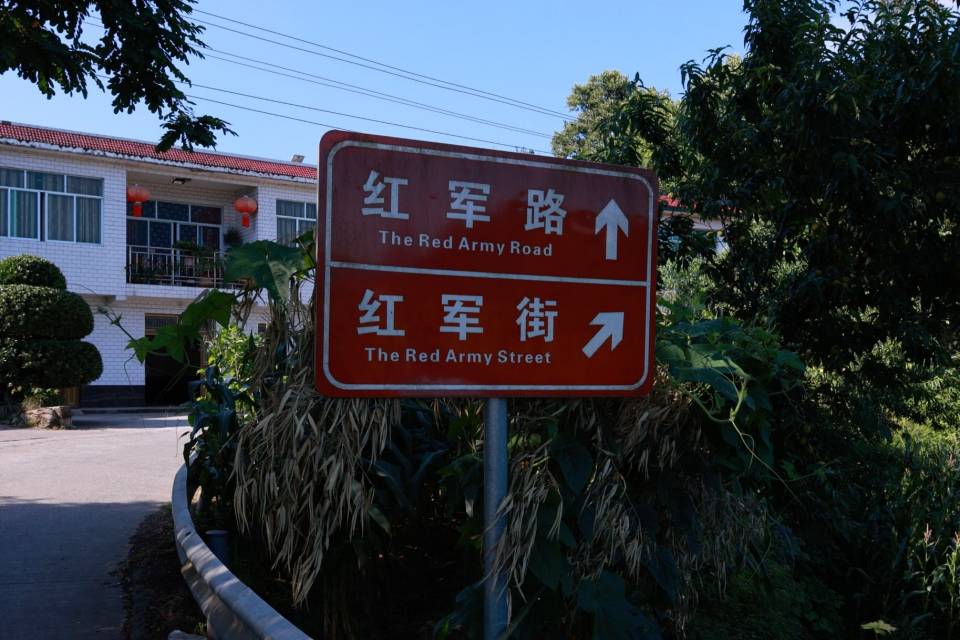 红军路
The Red Army Road
红军街
The Red Army Street